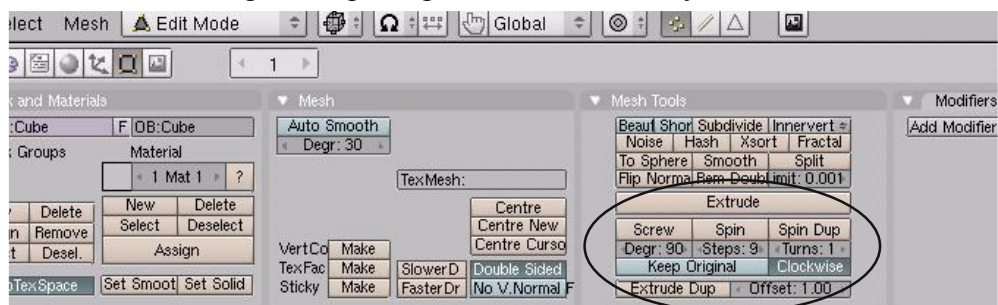 Mesh Edit Mode Global
1
and Materials Mesh Mesh Tools Modifiers
:Cube F OB:Cube Auto Smooth Beaut Shor Subdivide Innervert Add Modifier
Groups Material Degr: 30 Noise Hash Xsort Fractal
1 Mat 1 ? TexMesh: To Sphere Smooth Split
Flip Norma Rem Doubl Limit: 0.001
Delete New Delete Centre Extrude
Remove Select Deselect Centre New Screw Spin Spin Dup
Desel. Assign VertCo Make Centre Curso Degr: 90 Steps: 9 Turns: 1
TexFac Make SlowerD Double Sided Keep Original Clockwise
TexSpace Set Smoot Set Solid Sticky Make FasterDr No V.Normal F Extrude Dup Offset: 1.00